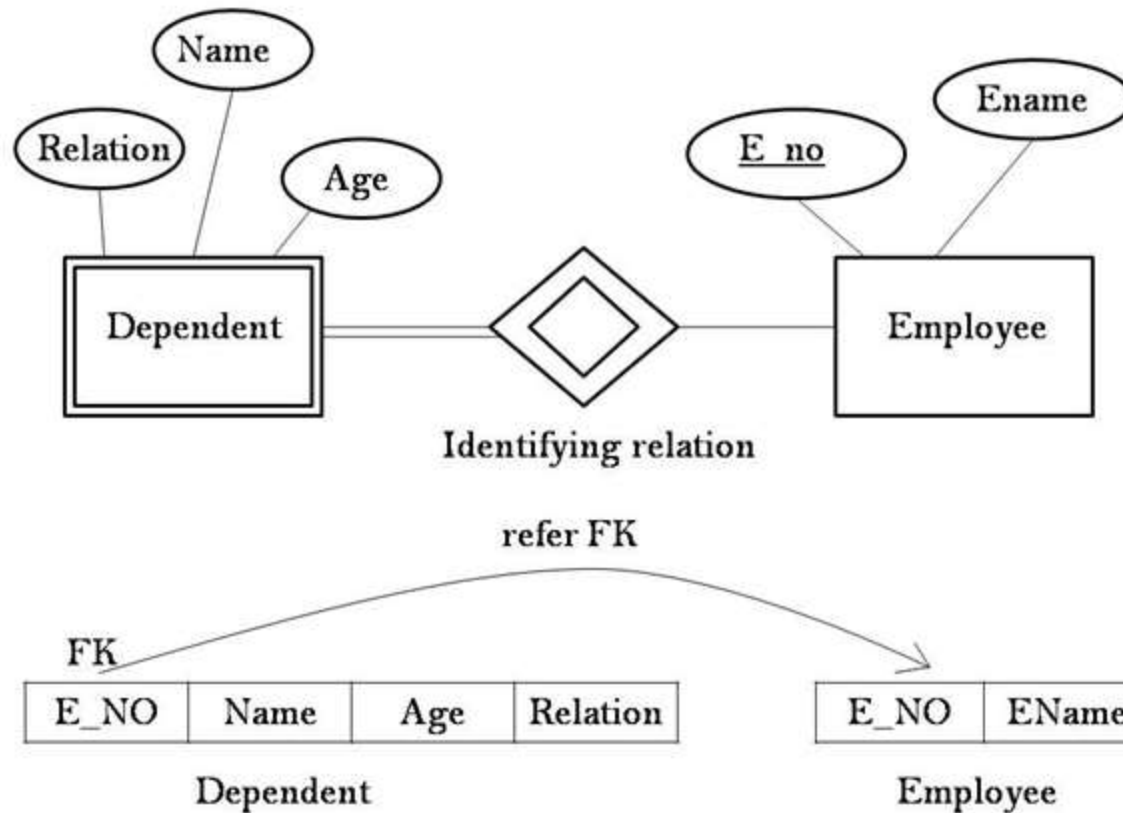 Name
Ename
Relation
E_no
Age
Dependent
Employee
Identifying relation
refer FK
FK
E_NO Name Age Relation
E_NO EName
Dependent
Employee